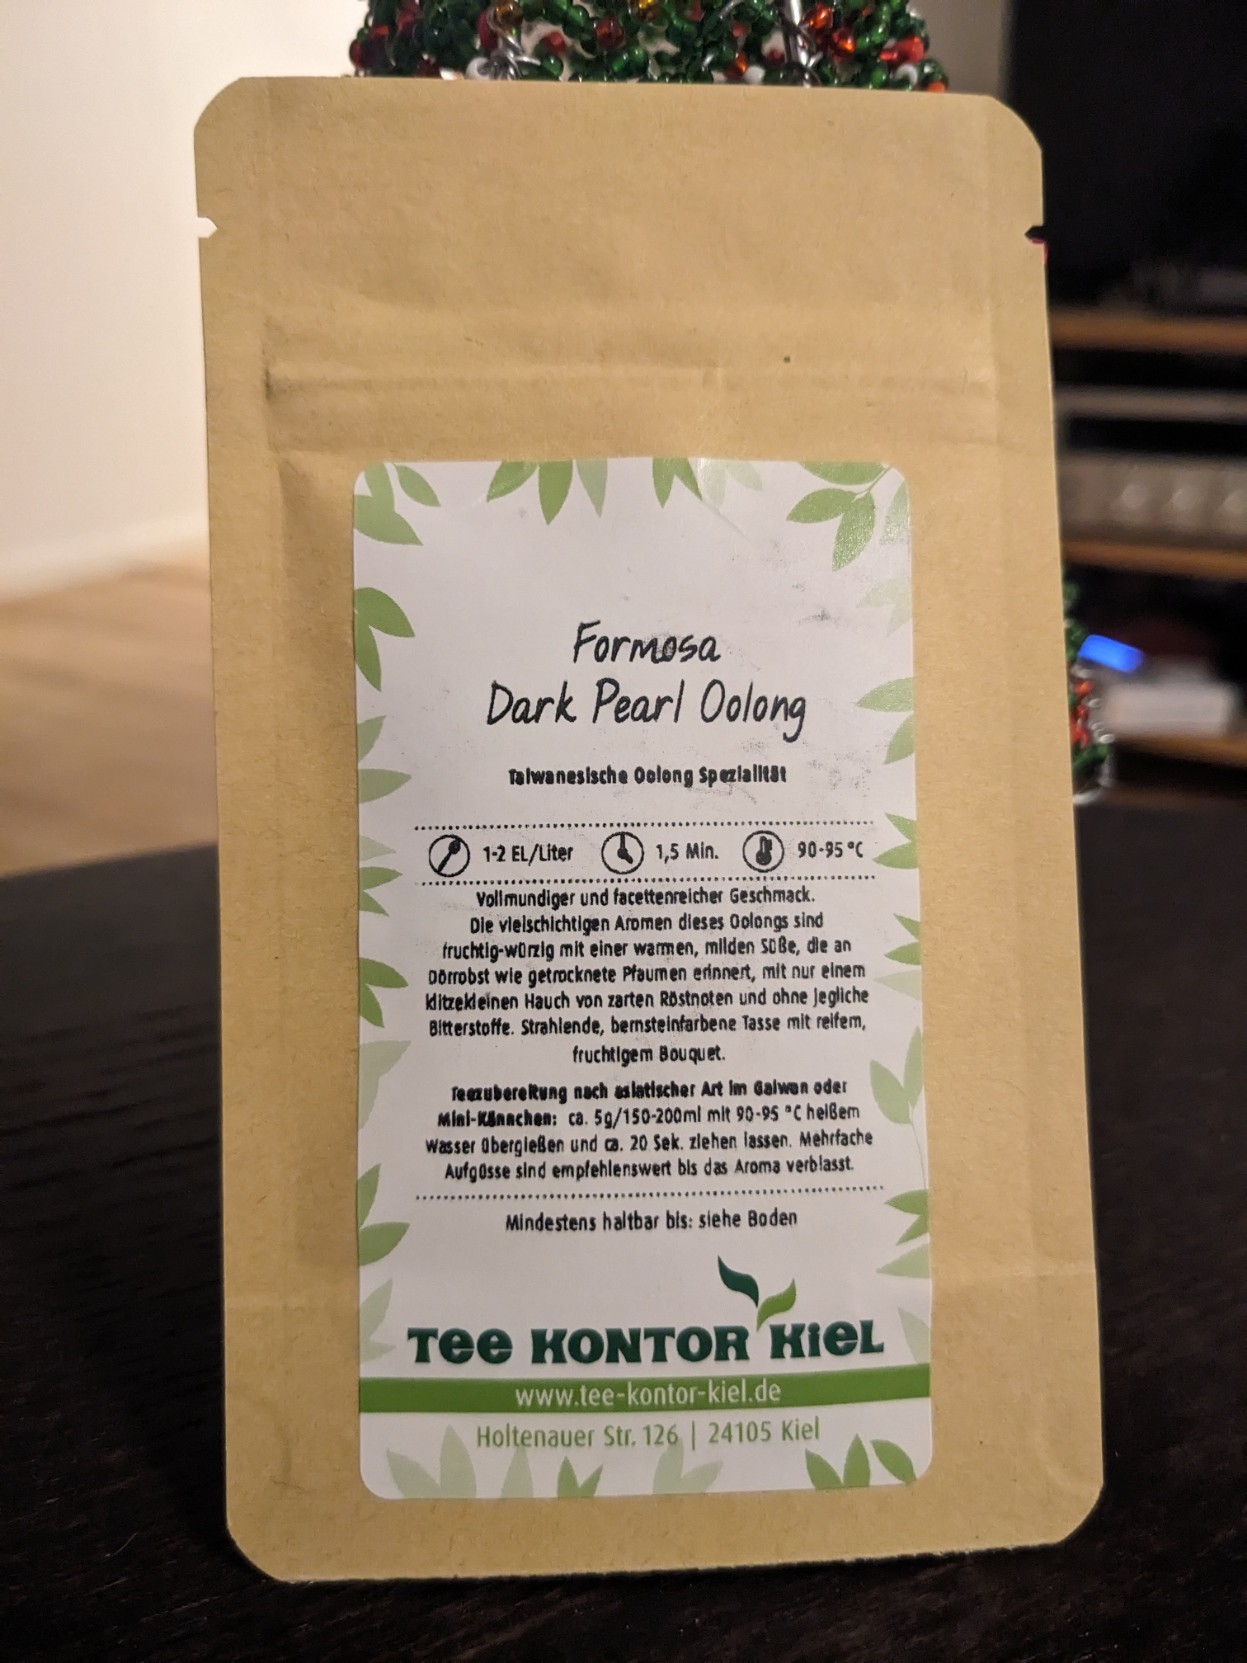 Formosa
Dark Pearl Oolong
Taiwanesische Oolong Spezialität
1-2 EL/Liter 1,5 Min. 90-95 °C
Vollmundiger und facettenreicher Geschmack.
Die vielschichtigen Aromen dieses Oolongs sind
fruchtig-würzig mit einer warmen, milden Süße, die an
Dörrobst wie getrocknete Pflaumen erinnert, mit nur einem
klitzekleinen Hauch von zarten Röstnoten und ohne jegliche
Bitterstoffe. Strahlende, bernsteinfarbene Tasse mit reifem,
fruchtigem Bouquet.
Teezubereitung nach asiatischer Art im Gaiwan oder
Mini-Kännchen: ca. 5g/150-200ml mit 90-95 °C heißem
Wasser übergießen und ca. 20 Sek. ziehen lassen. Mehrfache
Aufgüsse sind empfehlenswert bis das Aroma verblasst.
Mindestens haltbar bis: siehe Boden
Tee Kontor Kiel
www.tee-kontor-kiel.de
Holtenauer Str. 126 | 24105 Kiel